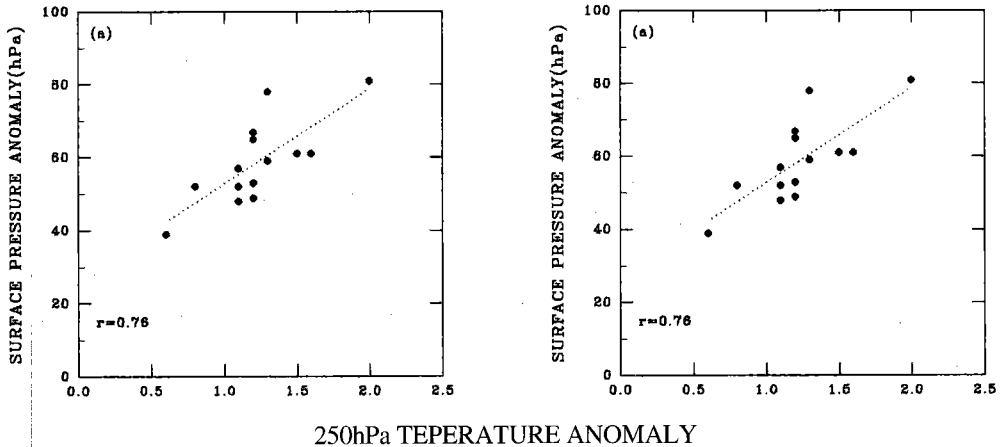 100
80
60
40
20
0
SURFACE PRESSURE ANOMALY(hPa)
(a)
r=0.76
0.0 0.5 1.0 1.5 2.0 2.5
100
80
60
40
20
0
SURFACE PRESSURE ANOMALY(hPa)
(a)
r=0.76
0.0 0.5 1.0 1.5 2.0 2.5
250hPa TEPERATURE ANOMALY